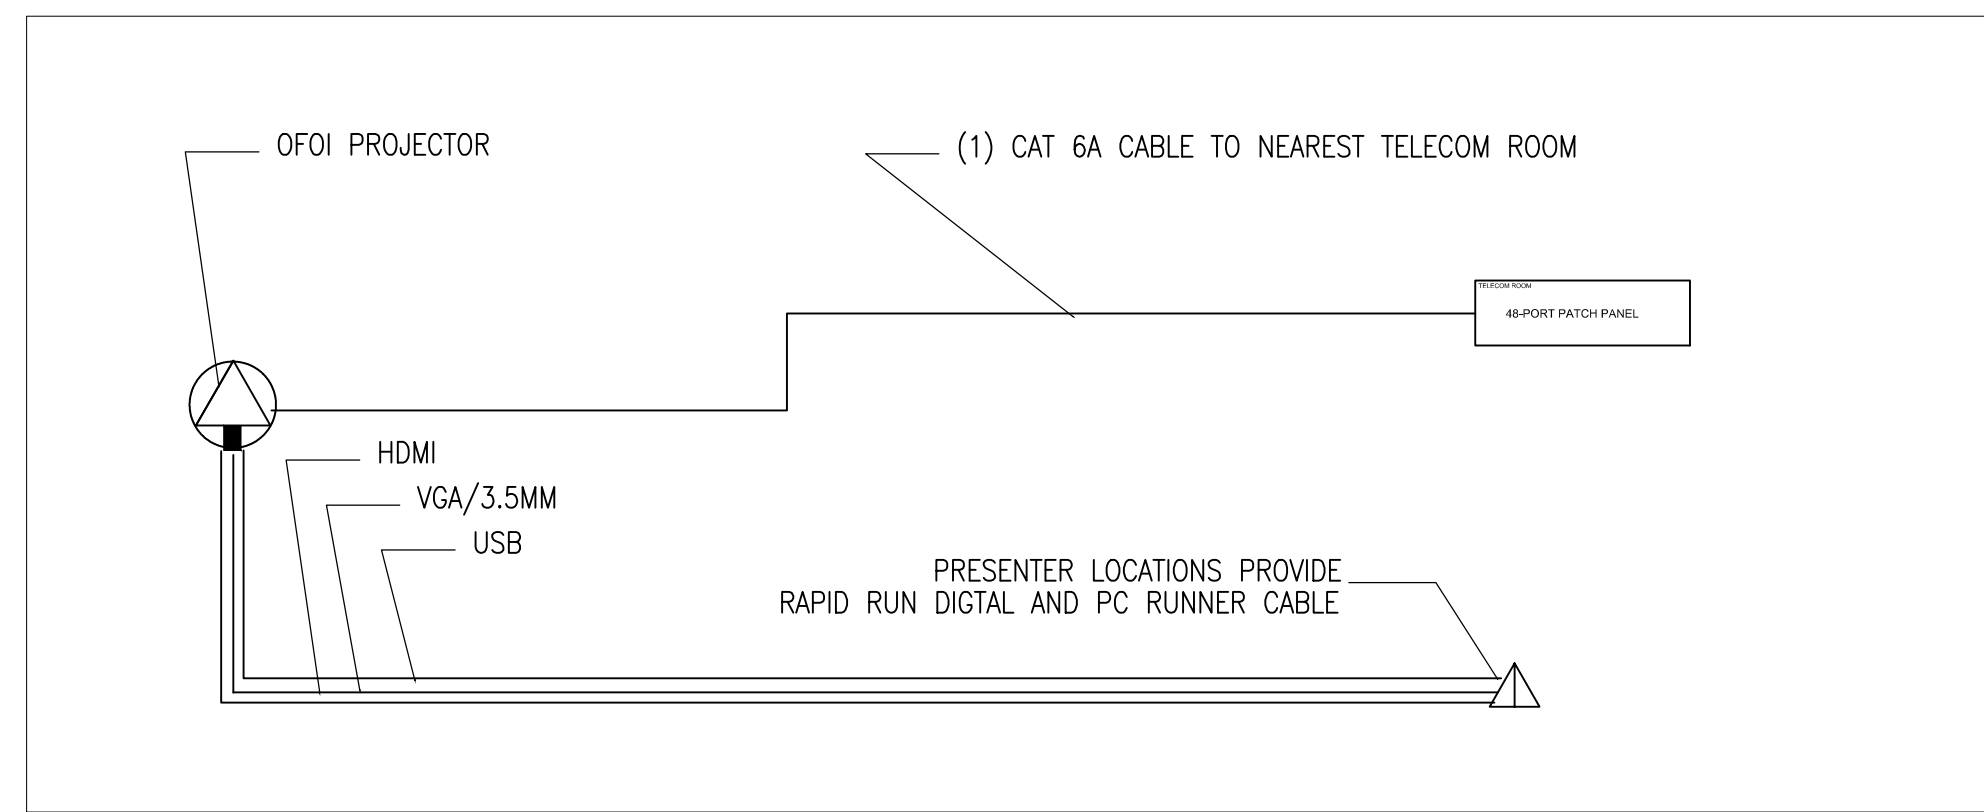 OFOI PROJECTOR
(1) CAT 6A CABLE TO NEAREST TELECOM ROOM
TELECOM ROOM
48-PORT PATCH PANEL
HDMI
VGA/3.5MM
USB
PRESENTER LOCATIONS PROVIDE
RAPID RUN DIGTAL AND PC RUNNER CABLE